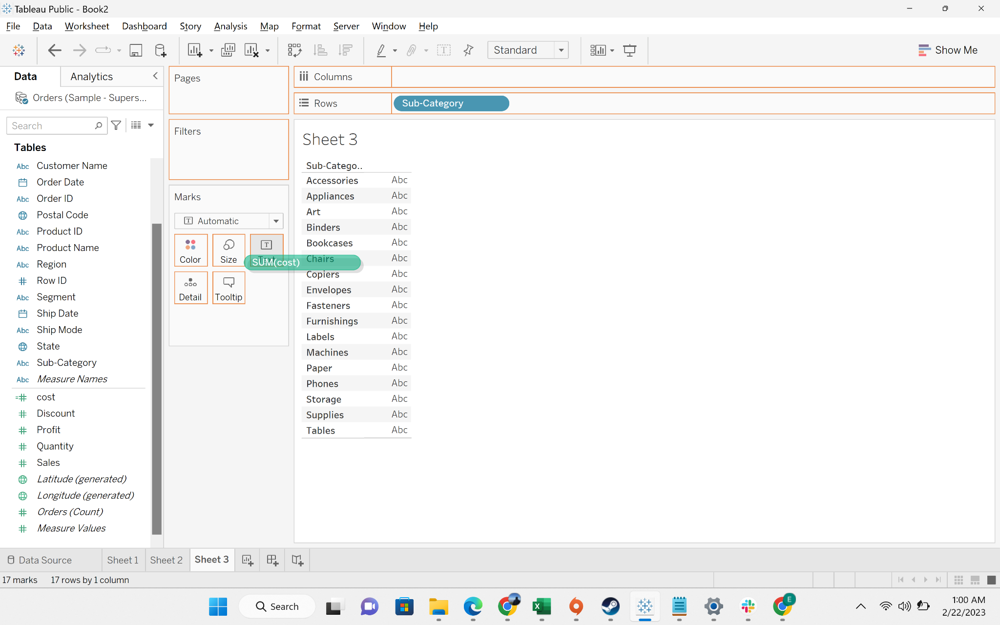 Tableau Public - Book2
File Data Worksheet Dashboard Story Analysis Map Format Server Window Help
Standard
Show Me
Data Analytics
Orders (Sample - Supers...
Search
Tables
Abc Customer Name
Order Date
Abc Order ID
Postal Code
Abc Product ID
Abc Product Name
Abc Region
Row ID
Abc Segment
Ship Date
Abc Ship Mode
State
Abc Sub-Category
Abc Measure Names
cost
Discount
Profit
Quantity
Sales
Latitude (generated)
Longitude (generated)
Orders (Count)
Measure Values
Pages
Filters
Marks
Automatic
Color Size Text
SUM(cost)
Detail Tooltip
Columns
Rows Sub-Category
Sheet 3
Sub-Catego..
Accessories Abc
Appliances Abc
Art Abc
Binders Abc
Bookcases Abc
Chairs Abc
Copiers Abc
Envelopes Abc
Fasteners Abc
Furnishings Abc
Labels Abc
Machines Abc
Paper Abc
Phones Abc
Storage Abc
Supplies Abc
Tables Abc
Data Source Sheet 1 Sheet 2 Sheet 3
17 marks 17 rows by 1 column
Search
E
1:00 AM
2/22/2023